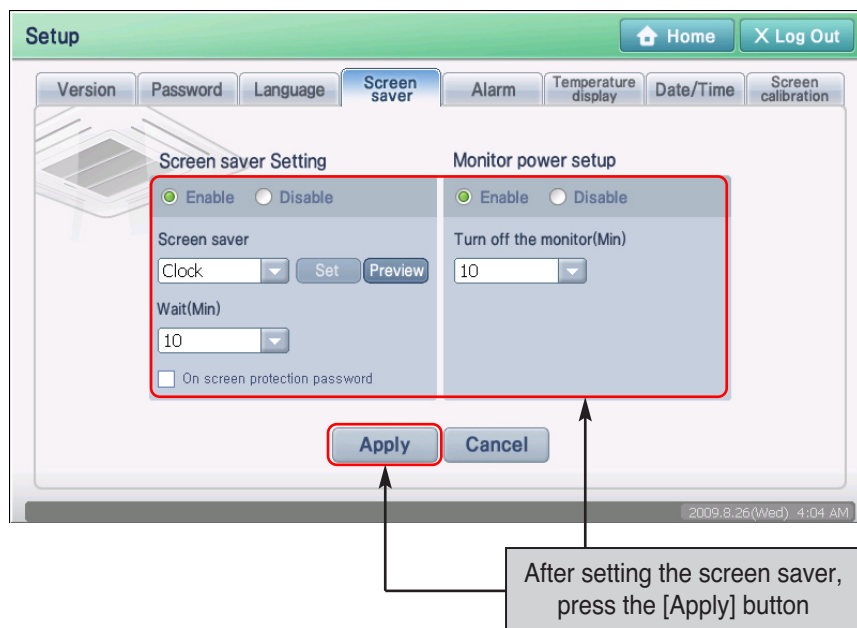 Setup
Home
X Log Out
Version
Password
Language
Screen
saver
Alarm
Temperature
display
Date/Time
Screen
calibration
Screen saver Setting
Enable
Disable
Screen saver
Clock
Set
Preview
Wait(Min)
10
On screen protection password
Monitor power setup
Enable
Disable
Turn off the monitor(Min)
10
Apply
Cancel
2009.8.26(Wed) 4:04 AM
After setting the screen saver,
press the [Apply] button